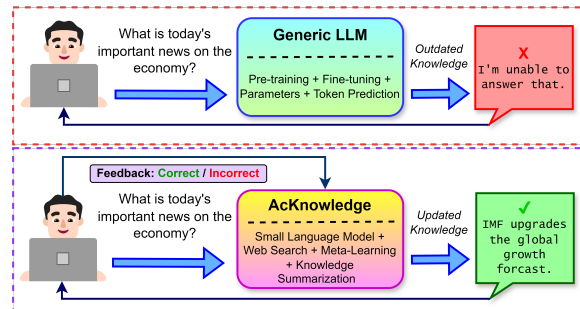 What is today's
important news on the
economy?
Generic LLM
Pre-training + Fine-tuning +
Parameters + Token Prediction
Outdated
Knowledge
X
I'm unable to
answer that.
Feedback: Correct / Incorrect
What is today's
important news on the
economy?
AcKnowledge
Small Language Model +
Web Search + Meta-Learning
+ Knowledge
Summarization
Updated
Knowledge
✓
IMF upgrades
the global
growth
forcast.